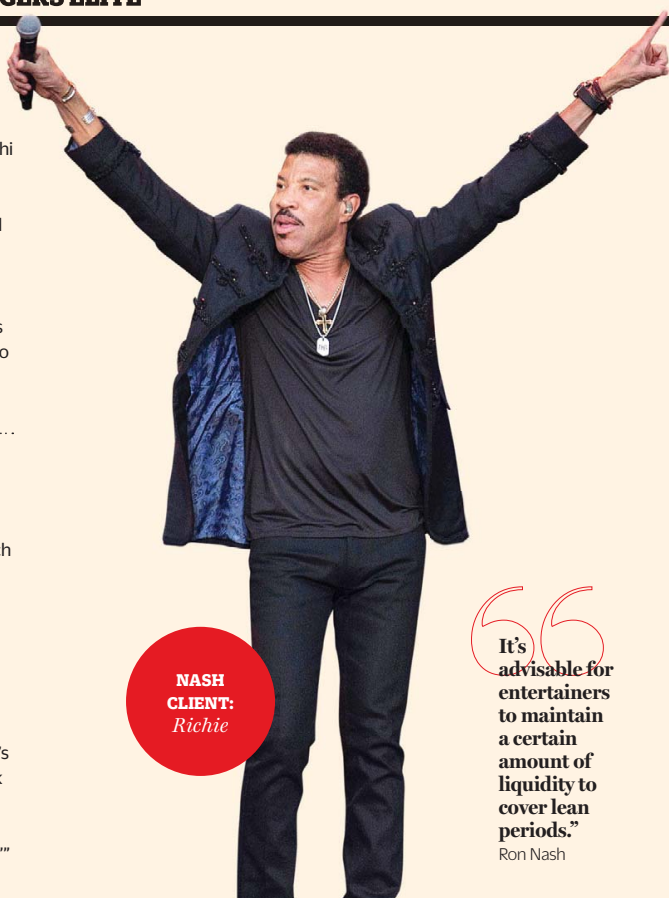 hi
s
o
...
h
's
'"
NASH
CLIENT:
Richie
It's
advisable for
entertainers
to maintain
a certain
amount of
liquidity to
cover lean
periods."
Ron Nash